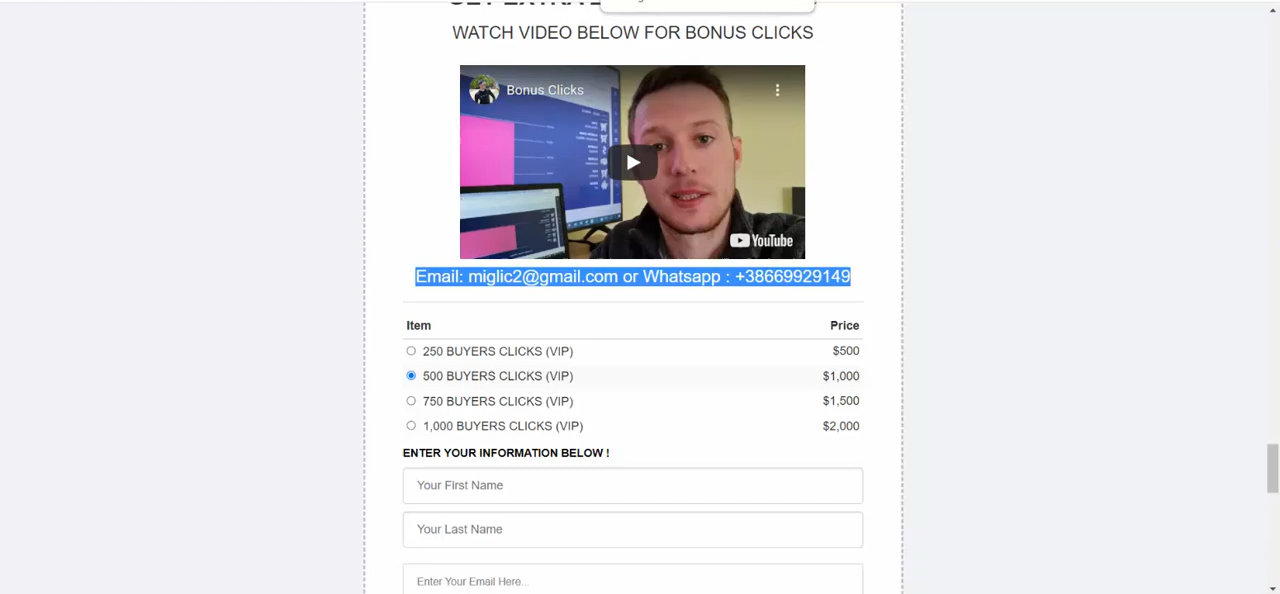 WATCH VIDEO BELOW FOR BONUS CLICKS
Bonus Clicks
YouTube
Email: miglic2@gmail.com or Whatsapp : +38669929149
Item Price
250 BUYERS CLICKS (VIP) $500
500 BUYERS CLICKS (VIP) $1,000
750 BUYERS CLICKS (VIP) $1,500
1,000 BUYERS CLICKS (VIP) $2,000
ENTER YOUR INFORMATION BELOW !
Your First Name
Your Last Name
Enter Your Email Here...